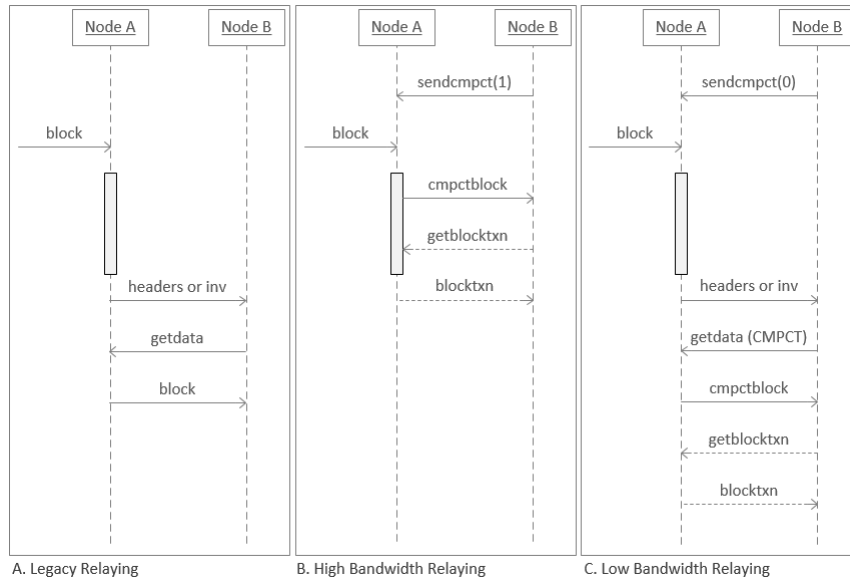 Node A
Node B
block
headers or inv
getdata
block
A. Legacy Relaying
Node A
Node B
sendcmpct(1)
block
cmpctblock
getblocktxn
blocktxn
B. High Bandwidth Relaying
Node A
Node B
sendcmpct(0)
block
headers or inv
getdata (CMPCT)
cmpctblock
getblocktxn
blocktxn
C. Low Bandwidth Relaying